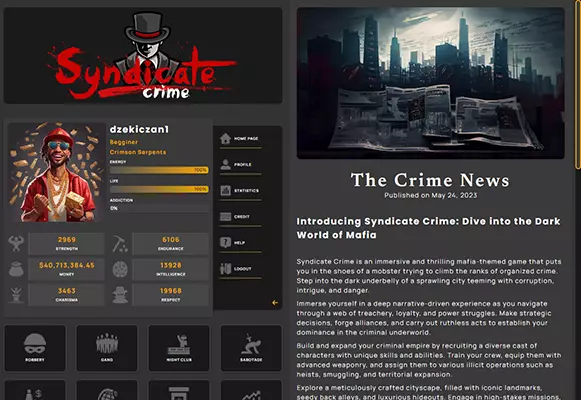 Syndicate
crime
dzekiczan1
Begginer
Crimson Serpents
ENERGY
100%
LIFE
100%
ADDICTION
0%
HOME PAGE
PROFILE
STATISTICS
CREDIT
HELP
LOGOUT
2969
STRENGTH
6106
ENDURANCE
$40,713,384.45
MONEY
13928
INTELLIGENCE
3463
CHARISMA
19968
RESPECT
ROBBERY
GANG
NIGHT CLUB
SABOTAGE
The Crime News
Published on May 24, 2023
Introducing Syndicate Crime: Dive into the Dark
World of Mafia
Syndicate Crime is an immersive and thrilling mafia-themed game that puts
you in the shoes of a mobster trying to climb the ranks of organized crime.
Step into the dark underbelly of a sprawling city teeming with corruption,
intrigue, and danger.
Immerse yourself in a deep narrative-driven experience as you navigate
through a web of treachery, loyalty, and power struggles. Make strategic
decisions, forge alliances, and carry out ruthless acts to establish your
dominance in the criminal underworld.
Build and expand your criminal empire by recruiting a diverse cast of
characters with unique skills and abilities. Train your crew, equip them with
advanced weaponry, and assign them to various illicit operations such as
heists, smuggling, and territorial expansion.
Explore a meticulously crafted cityscape, filled with iconic landmarks,
seedy back alleys, and luxurious hideouts. Engage in high-stakes missions,